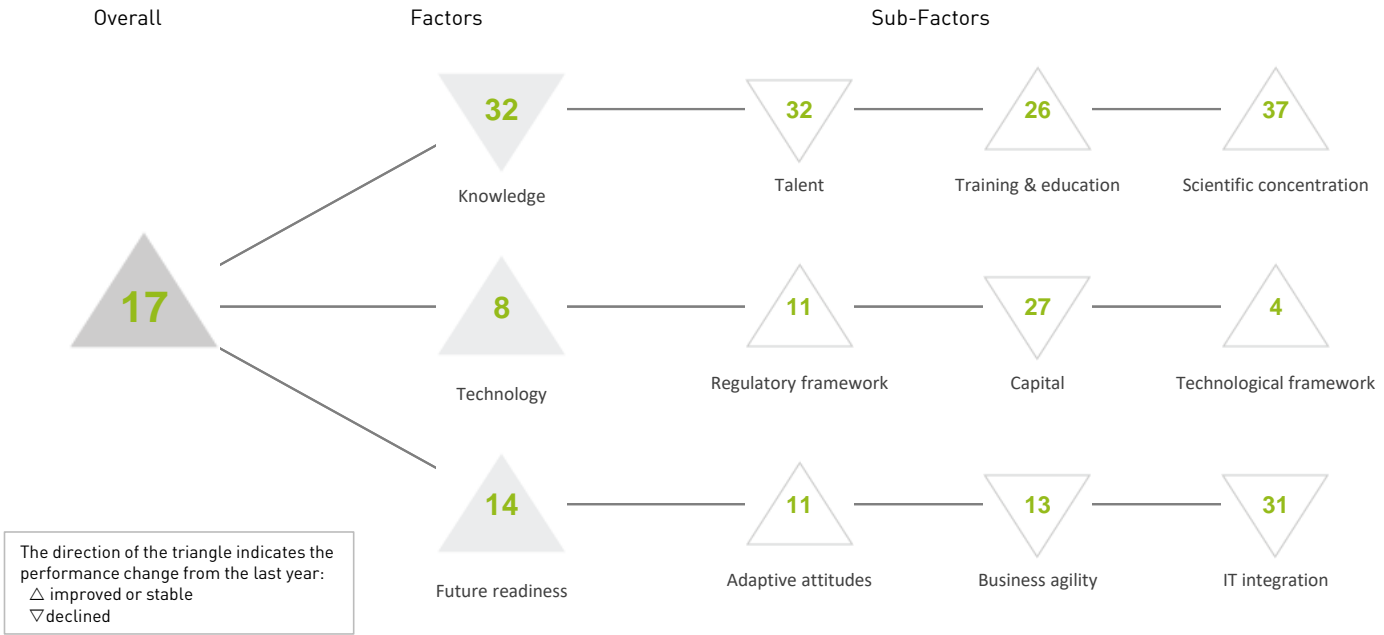 Overall Factors Sub-Factors
32 32 26 37
Knowledge Talent Training & education Scientific concentration
17 8 11 27 4
Technology Regulatory framework Capital Technological framework
14 11 13 31
Future readiness Adaptive attitudes Business agility IT integration
The direction of the triangle indicates the
performance change from the last year:
△ improved or stable
▽ declined